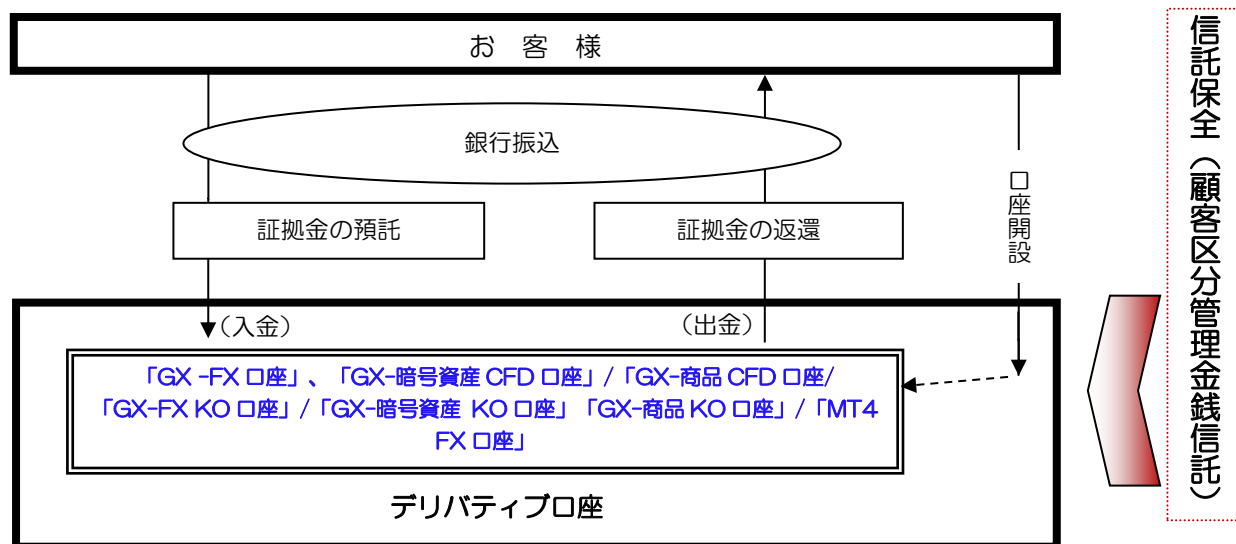 お 客 様
銀行振込
証拠金の預託
証拠金の返還
口座開設
(入金)
(出金)
「GX -FX 口座」、「GX-暗号資産 CFD 口座」/「GX-商品 CFD 口座/
「GX-FX KO 口座」/「GX-暗号資産 KO 口座」「GX-商品 KO 口座」/「MT4
FX 口座」
デリバティブ口座
信託保全(顧客区分管理金銭信託)